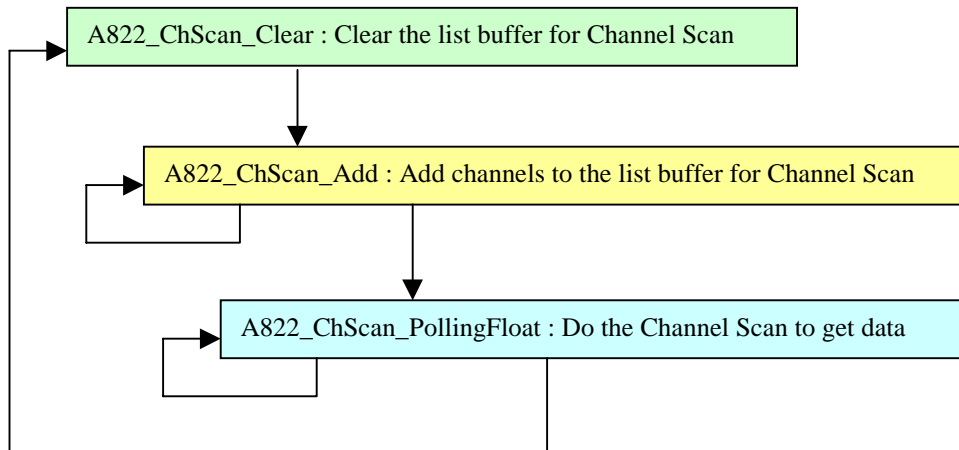 A822_ChScan_Clear : Clear the list buffer for Channel Scan
A822_ChScan_Add : Add channels to the list buffer for Channel Scan
A822_ChScan_PollingFloat : Do the Channel Scan to get data